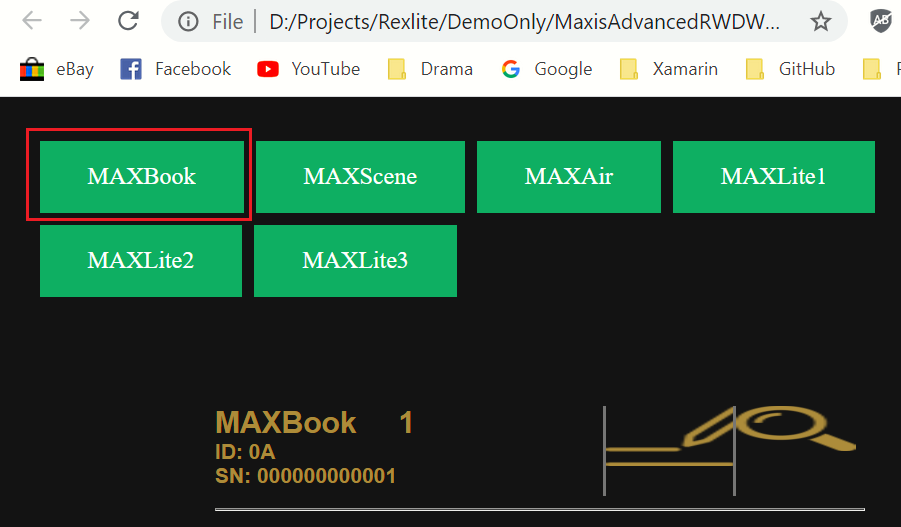 File D:/Projects/Rexlite/DemoOnly/MaxisAdvancedRWDW... AB
eBay Facebook YouTube Drama Google Xamarin GitHub
MAXBook MAXScene MAXAir MAXLite1
MAXLite2 MAXLite3
MAXBook 1
ID: 0A
SN: 000000000001